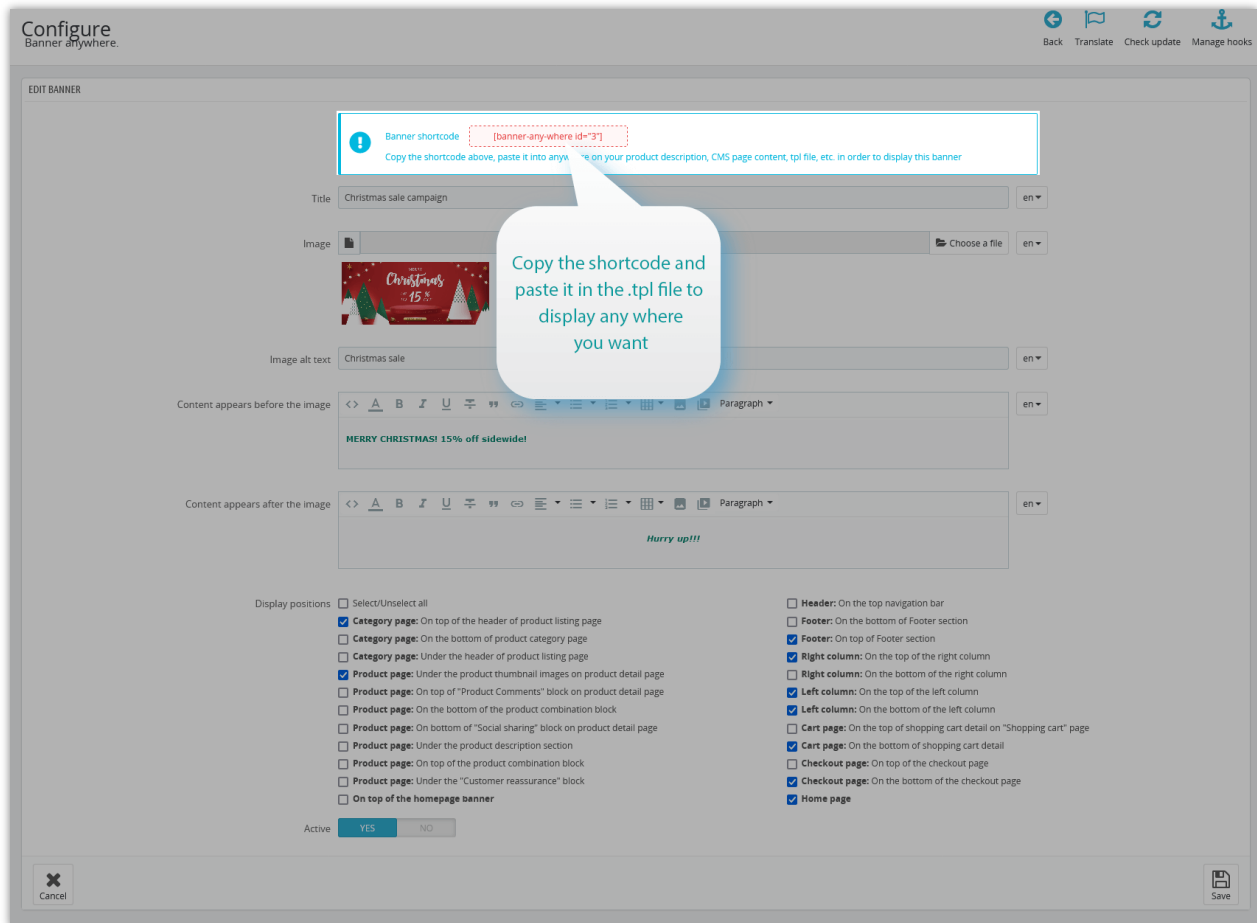 Configure
Banner anywhere.
Back Translate Check update Manage hooks
EDIT BANNER
Banner shortcode [banner-any-where id="3"]
Copy the shortcode above, paste it into anywhere on your product description, CMS page content, tpl file, etc. in order to display this banner
Title Christmas sale campaign en
Image Choose a file en
Christmas
15 %
Copy the shortcode and
paste it in the .tpl file to
display any where
you want
Image alt text Christmas sale en
Content appears before the image Paragraph en
MERRY CHRISTMAS! 15% off sidewide!
Content appears after the image Paragraph en
Hurry up!!!
Display positions Select/Unselect all
Category page: On top of the header of product listing page
Category page: On the bottom of product category page
Category page: Under the header of product listing page
Product page: Under the product thumbnail images on product detail page
Product page: On top of "Product Comments" block on product detail page
Product page: On the bottom of the product combination block
Product page: On bottom of "Social sharing" block on product detail page
Product page: Under the product description section
Product page: On top of the product combination block
Product page: Under the "Customer reassurance" block
On top of the homepage banner
Header: On the top navigation bar
Footer: On the bottom of Footer section
Footer: On top of Footer section
Right column: On the top of the right column
Right column: On the bottom of the right column
Left column: On the top of the left column
Left column: On the bottom of the left column
Cart page: On the top of shopping cart detail on "Shopping cart" page
Cart page: On the bottom of shopping cart detail
Checkout page: On top of the checkout page
Checkout page: On the bottom of the checkout page
Home page
Active YES NO
Cancel Save